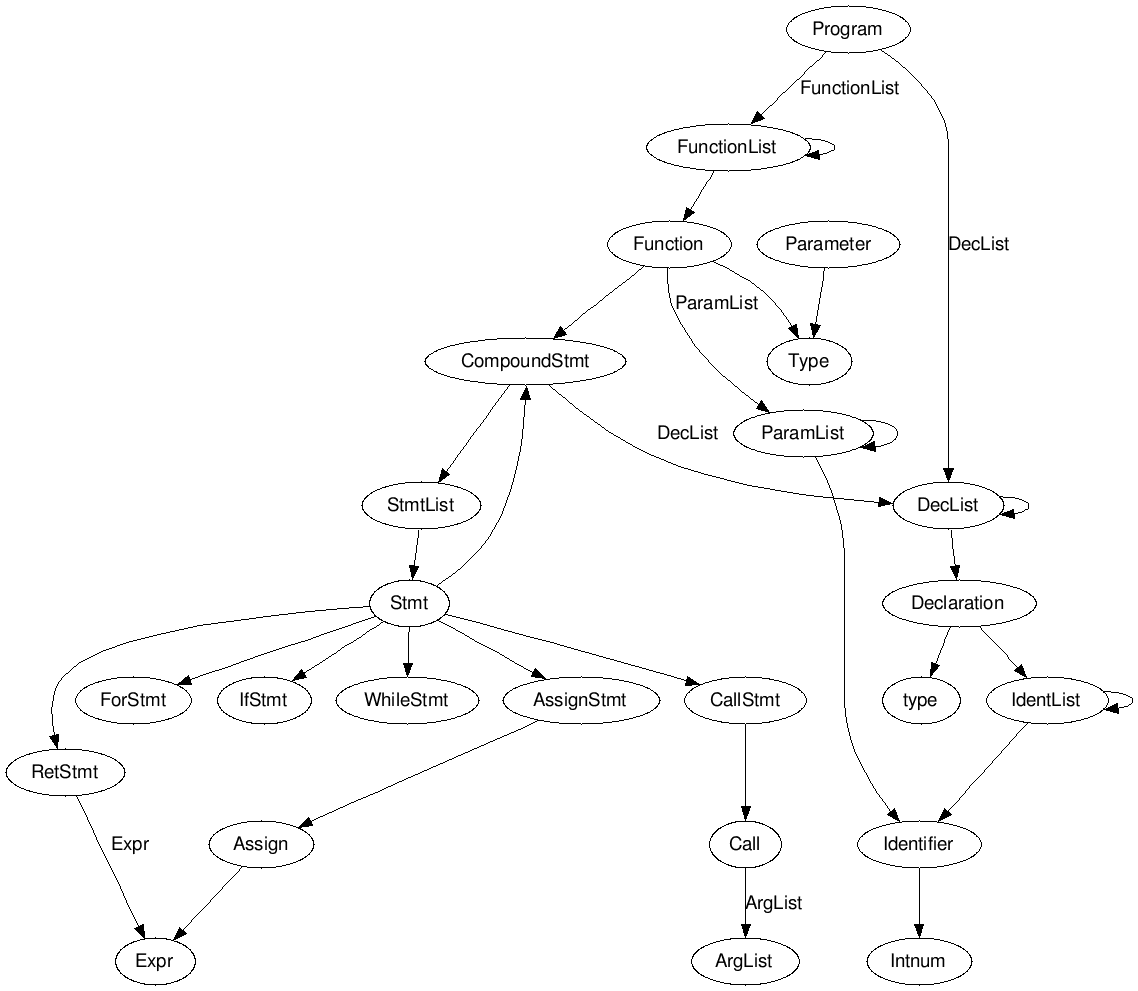 Program
FunctionList
FunctionList
Function
Parameter
DecList
ParamList
CompoundStmt
Type
DecList
ParamList
StmtList
DecList
Stmt
Declaration
ForStmt
IfStmt
WhileStmt
AssignStmt
CallStmt
type
IdentList
RetStmt
Expr
Assign
Call
Identifier
ArgList
Expr
ArgList
Intnum